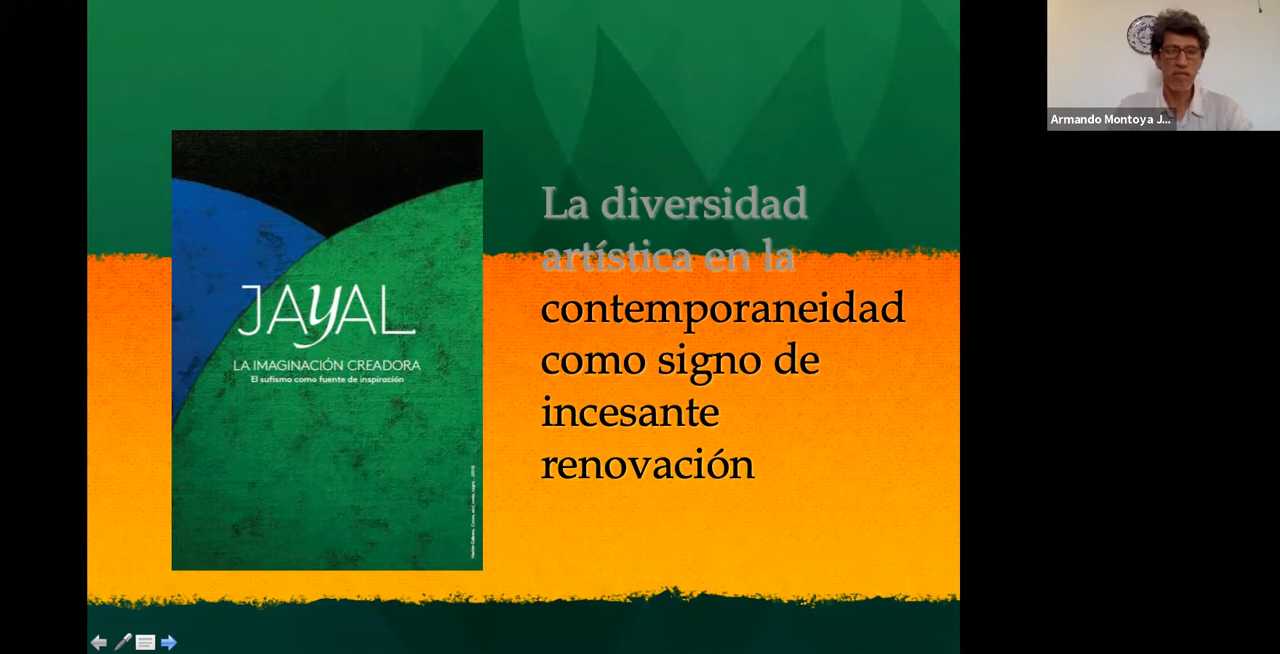 JAYAL
LA IMAGINACIÓN CREADORA
El sufismo como fuente de inspiración
La diversidad
artística en la
contemporaneidad
como signo de
incesante
renovación
Armando Montoya J...